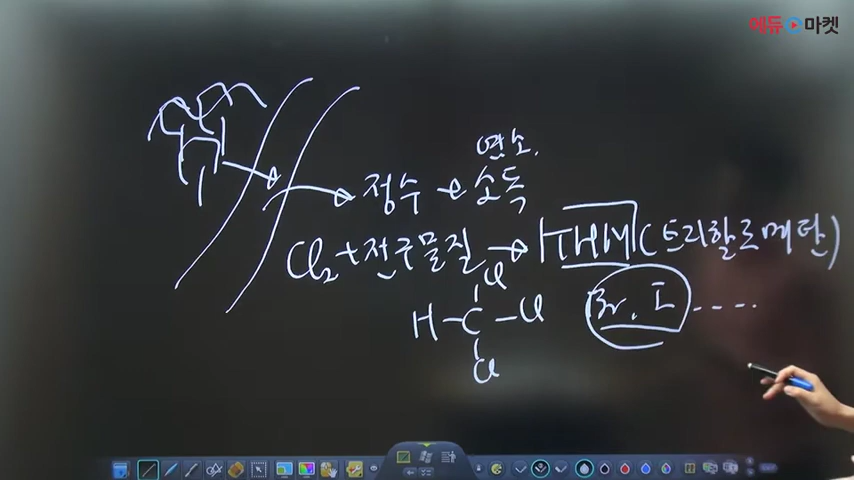 에듀마켓
염소.
정수 → 소독
Cl₂ + 전구물질 → THM (트리할로메탄)
Cl
H – C – Cl
Cl
Br, I ----